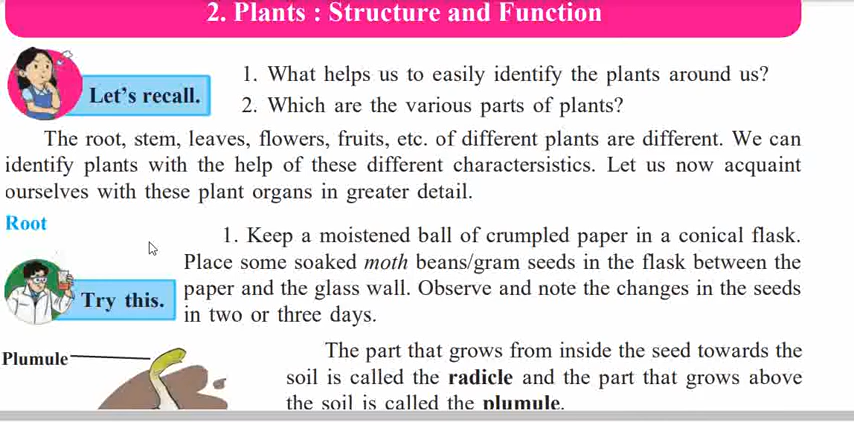 2. Plants : Structure and Function
Let's recall.
1. What helps us to easily identify the plants around us?
2. Which are the various parts of plants?
The root, stem, leaves, flowers, fruits, etc. of different plants are different. We can
identify plants with the help of these different charactersistics. Let us now acquaint
ourselves with these plant organs in greater detail.
Root
Try this.
1. Keep a moistened ball of crumpled paper in a conical flask.
Place some soaked moth beans/gram seeds in the flask between the
paper and the glass wall. Observe and note the changes in the seeds
in two or three days.
Plumule
The part that grows from inside the seed towards the
soil is called the radicle and the part that grows above
the soil is called the plumule.